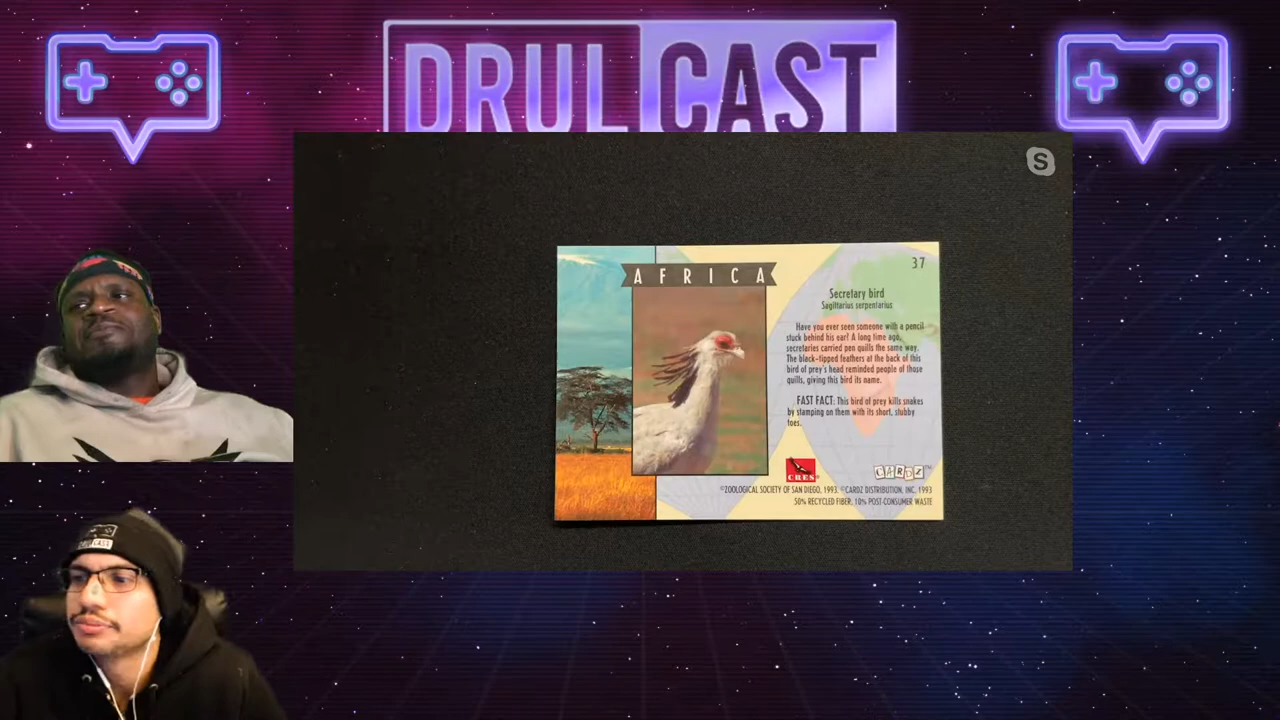 DRUL CAST
S
AFRICA
37
Secretary bird
Sagittarius serpentarius
Have you ever seen someone with a pencil
stuck behind his ear? A long time ago,
secretaries carried pen quills the same way.
The black-tipped feathers at the back of this
bird of prey's head reminded people of those
quills, giving this bird its name.
FAST FACT: This bird of prey kills snakes
by stamping on them with its short, stubby
toes.
CRES
CARDZ™
©ZOOLOGICAL SOCIETY OF SAN DIEGO, 1993. ©CARDZ DISTRIBUTION, INC. 1993
50% RECYCLED FIBER, 10% POST-CONSUMER WASTE
DRUL CAST